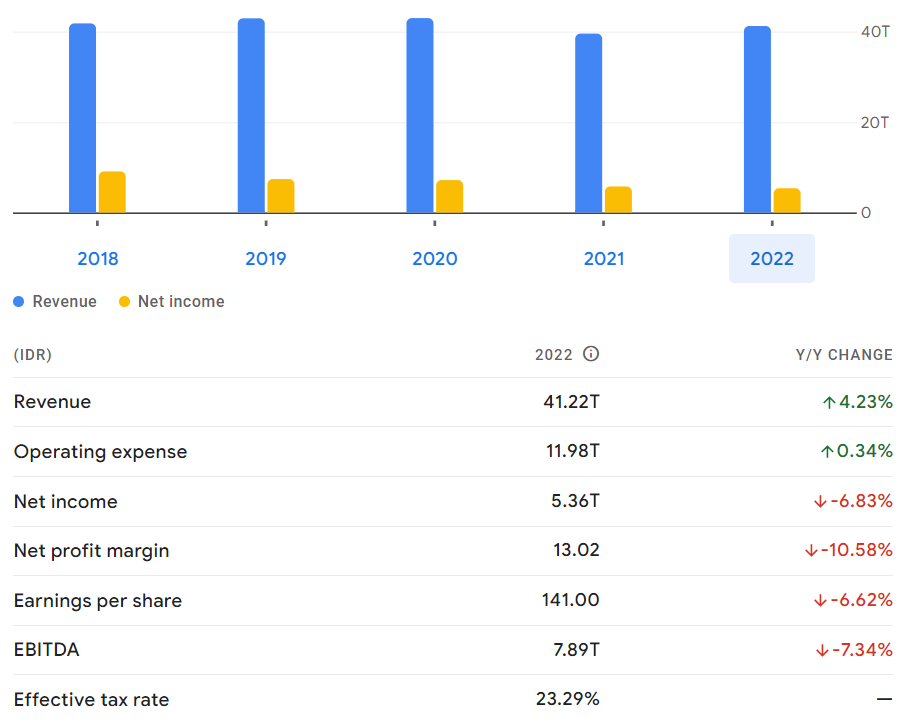 40T
20T
0
2018 2019 2020 2021 2022
Revenue Net income
(IDR) 2022 Y/Y CHANGE
Revenue 41.22T ↑4.23%
Operating expense 11.98T ↑0.34%
Net income 5.36T ↓-6.83%
Net profit margin 13.02 ↓-10.58%
Earnings per share 141.00 ↓-6.62%
EBITDA 7.89T ↓-7.34%
Effective tax rate 23.29% —